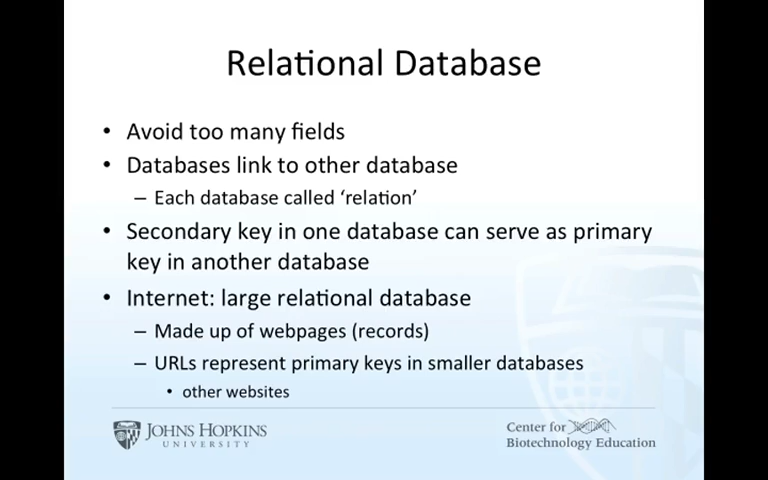 Relational Database
• Avoid too many fields
• Databases link to other database
– Each database called ‘relation’
• Secondary key in one database can serve as primary
key in another database
• Internet: large relational database
– Made up of webpages (records)
– URLs represent primary keys in smaller databases
• other websites
JOHNS HOPKINS
UNIVERSITY
Center for
Biotechnology Education